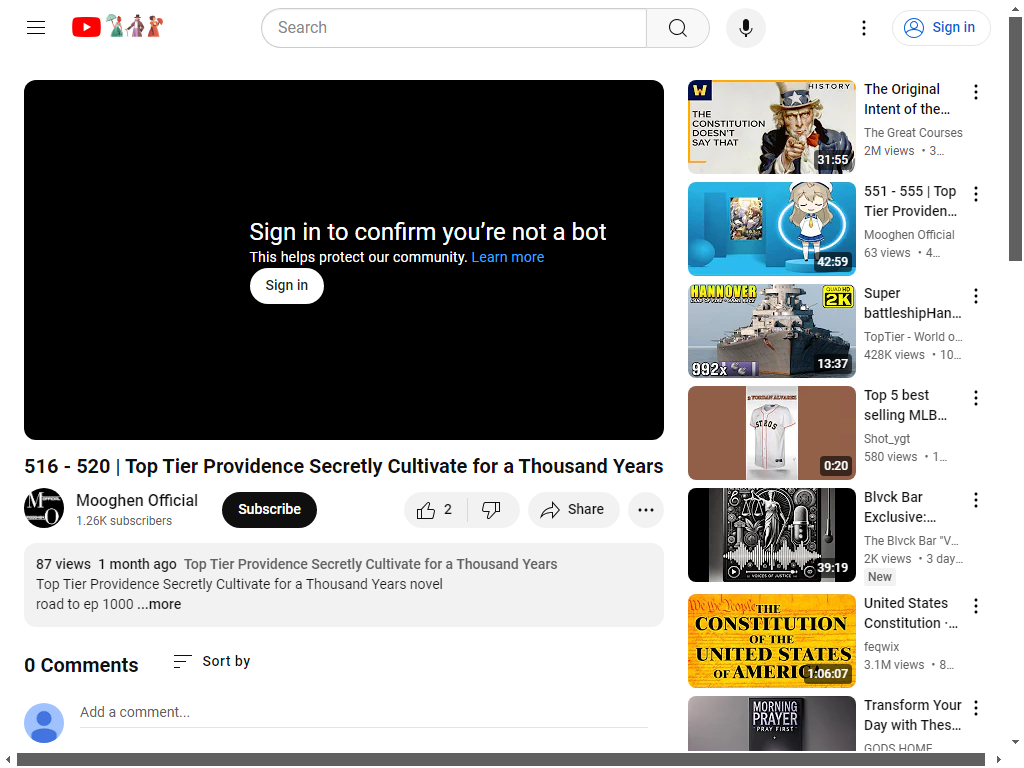 Search
Sign in
Sign in to confirm you’re not a bot
This helps protect our community. Learn more
Sign in
516 - 520 | Top Tier Providence Secretly Cultivate for a Thousand Years
Mooghen Official
1.26K subscribers
Subscribe
2
Share
87 views 1 month ago Top Tier Providence Secretly Cultivate for a Thousand Years
Top Tier Providence Secretly Cultivate for a Thousand Years novel
road to ep 1000 ...more
0 Comments
Sort by
Add a comment...
W
HISTORY
THE
CONSTITUTION
DOESN'T
SAY THAT
31:55
The Original
Intent of the...
The Great Courses
2M views • 3...
42:59
551 - 555 | Top
Tier Providen...
Mooghen Official
63 views • 4...
HANNOVER
QUAD HD
2K
992x
13:37
Super
battleshipHan...
TopTier - World o...
428K views • 10...
0:20
Top 5 best
selling MLB...
Shot_ygt
580 views • 1...
VOICES OF JUSTICE
39:19
Blvck Bar
Exclusive:...
The Blvck Bar "V...
2K views • 3 day...
New
We the People THE
CONSTITUTION
OF THE
UNITED STATES
OF AMERICA
1:06:07
United States
Constitution ·...
feqwix
3.1M views • 8...
MORNING
PRAYER
PRAY FIRST
Transform Your
Day with Thes...
GODS HOME